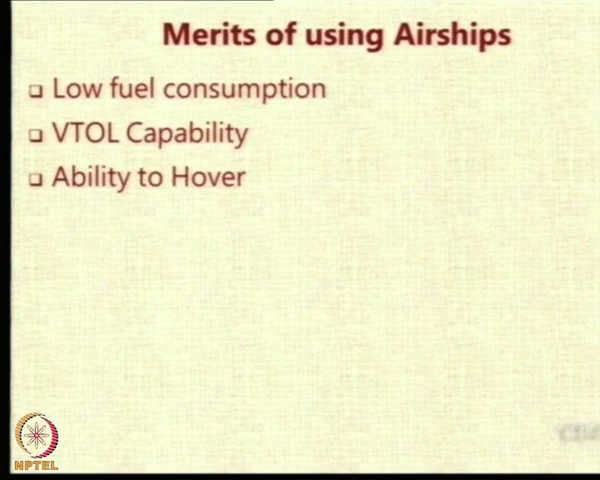 Merits of using Airships
Low fuel consumption
VTOL Capability
Ability to Hover
NPTEL